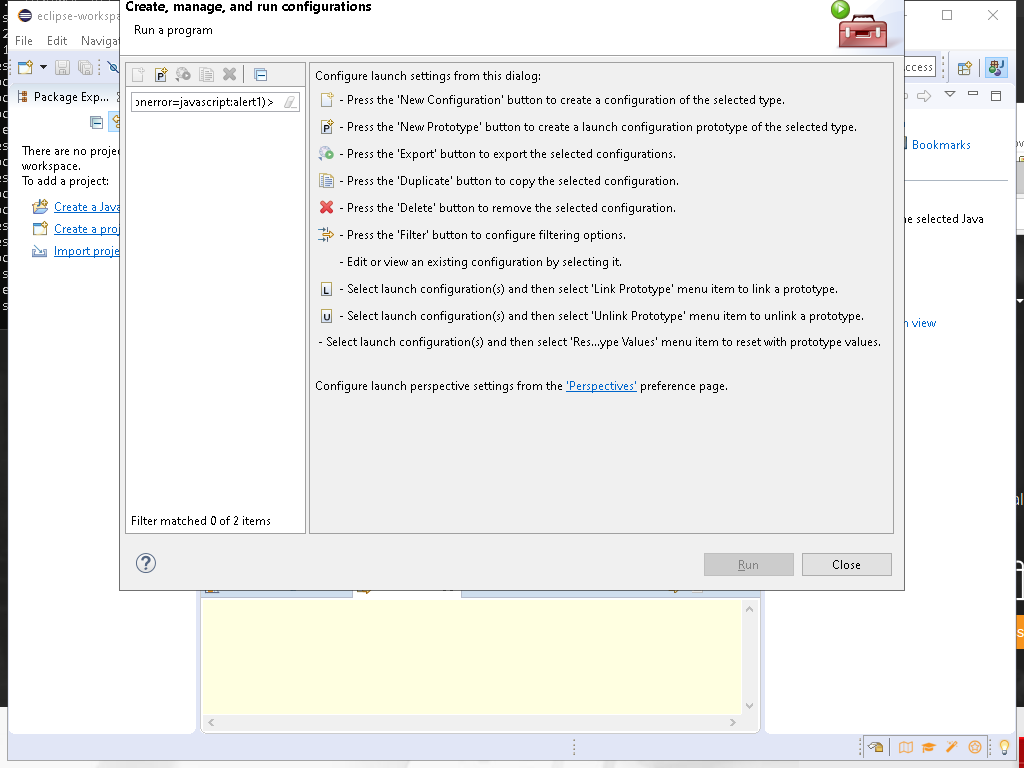 Create, manage, and run configurations
Run a program
eclipse-workspa
File Edit Navigat
ccess
Package Exp...
onerror=javascript:alert1)>
There are no proje
workspace.
To add a project:
Create a Java
Create a proj
Import proje
Configure launch settings from this dialog:
- Press the 'New Configuration' button to create a configuration of the selected type.
P - Press the 'New Prototype' button to create a launch configuration prototype of the selected type.
- Press the 'Export' button to export the selected configurations.
- Press the 'Duplicate' button to copy the selected configuration.
- Press the 'Delete' button to remove the selected configuration.
- Press the 'Filter' button to configure filtering options.
- Edit or view an existing configuration by selecting it.
L - Select launch configuration(s) and then select 'Link Prototype' menu item to link a prototype.
U - Select launch configuration(s) and then select 'Unlink Prototype' menu item to unlink a prototype.
- Select launch configuration(s) and then select 'Res...ype Values' menu item to reset with prototype values.
Configure launch perspective settings from the 'Perspectives' preference page.
Bookmarks
e selected Java
n view
Filter matched 0 of 2 items
?
Run
Close